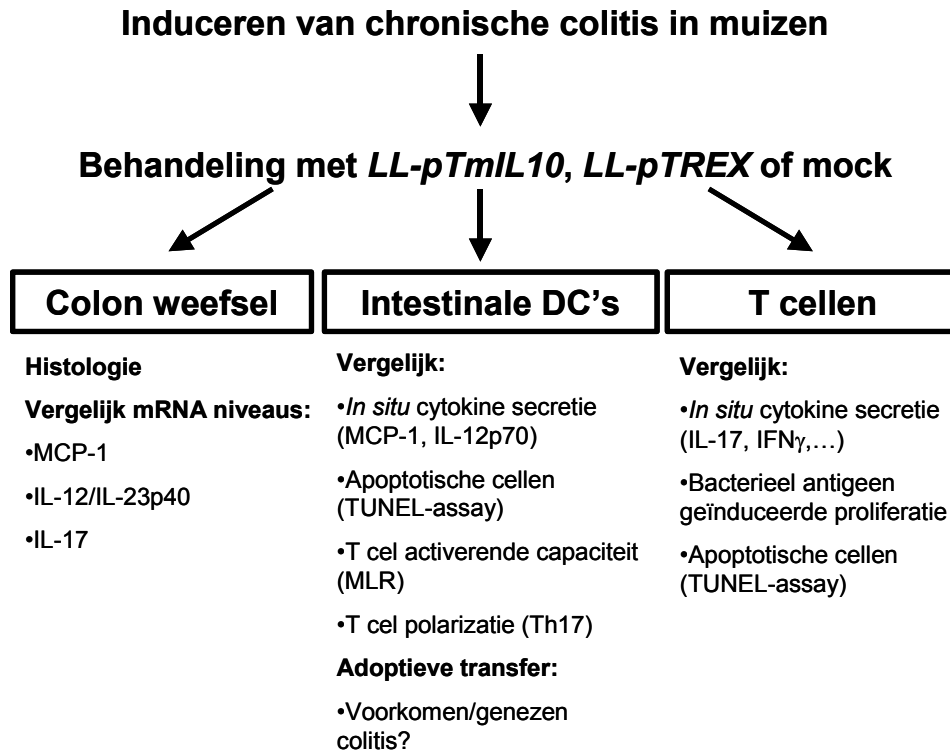 Induceren van chronische colitis in muizen
Behandeling met LL-pTmIL10, LL-pTREX of mock
Colon weefsel
Histologie
Vergelijk mRNA niveaus:
•MCP-1
•IL-12/IL-23p40
•IL-17
Intestinale DC's
Vergelijk:
•In situ cytokine secretie
(MCP-1, IL-12p70)
•Apoptotische cellen
(TUNEL-assay)
•T cel activerende capaciteit
(MLR)
•T cel polarizatie (Th17)
Adoptieve transfer:
•Voorkomen/genezen
colitis?
T cellen
Vergelijk:
•In situ cytokine secretie
(IL-17, IFNγ,…)
•Bacterieel antigeen
geïnduceerde proliferatie
•Apoptotische cellen
(TUNEL-assay)